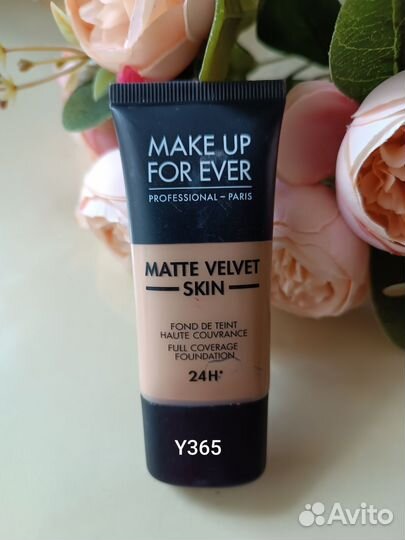 MAKE UP
FOR EVER
PROFESSIONAL – PARIS
MATTE VELVET
SKIN
FOND DE TEINT
HAUTE COUVRANCE
FULL COVERAGE
FOUNDATION
24H*
Y365
Avito